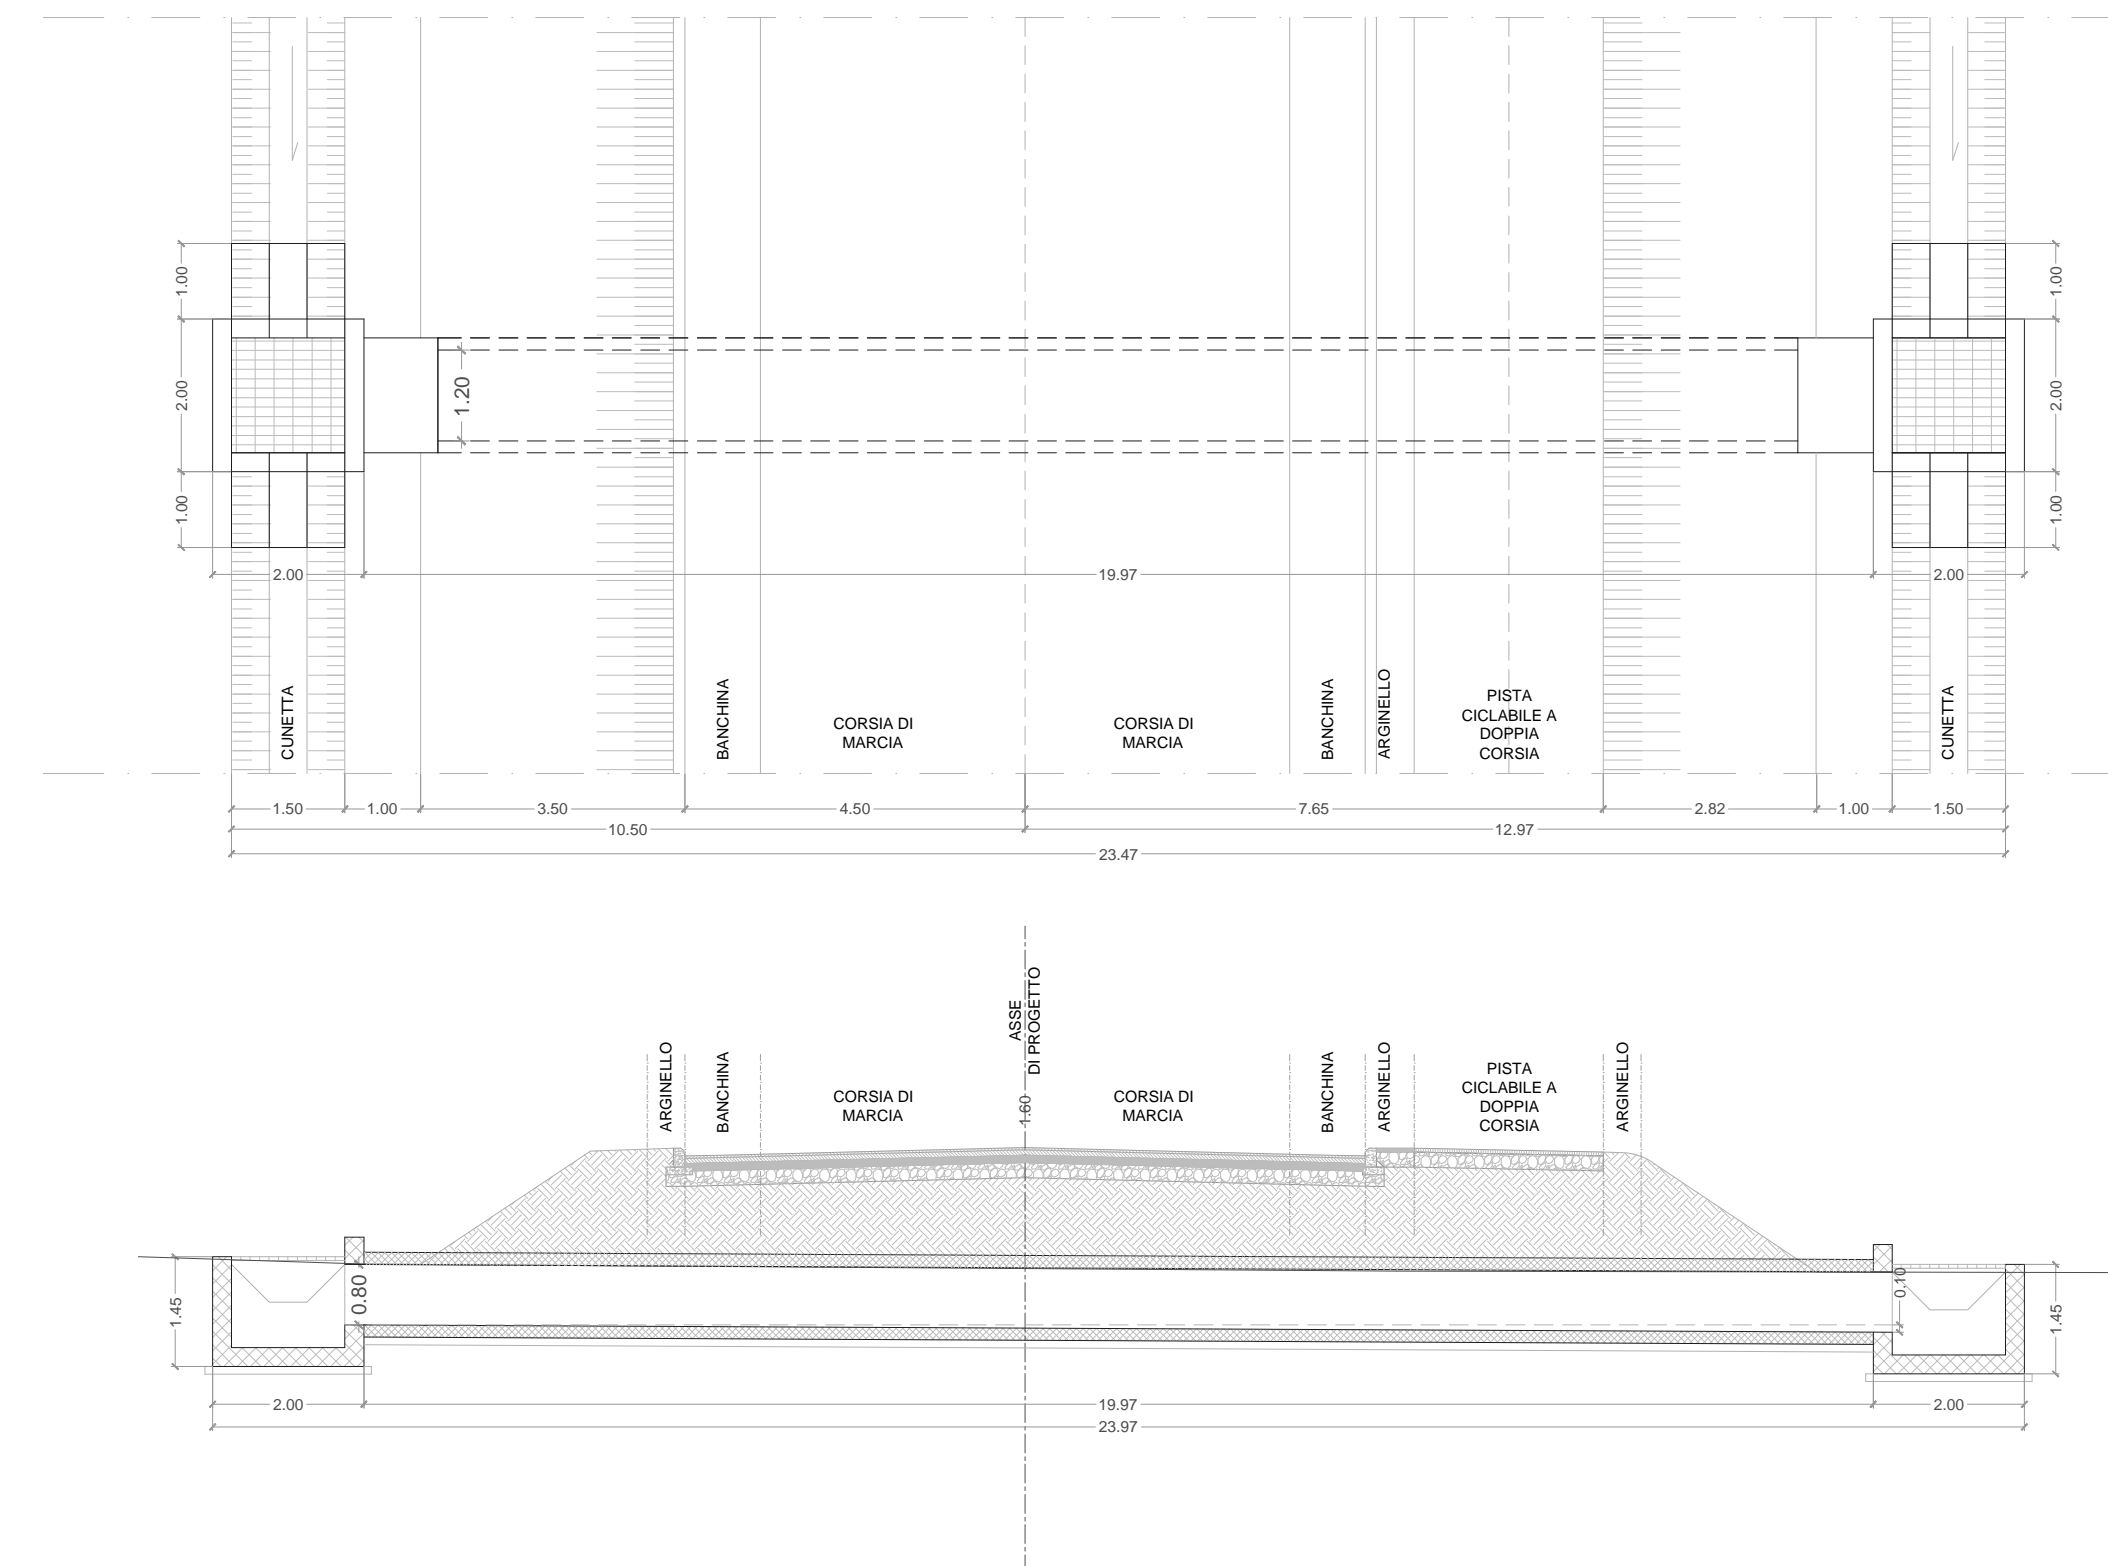 1.00
1.00
2.00
1.20
2.00
1.00
1.00
2.00
19.97
2.00
CUNETTA
BANCHINA
CORSIA DI
MARCIA
CORSIA DI
MARCIA
BANCHINA
ARGINELLO
PISTA
CICLABILE A
DOPPIA
CORSIA
CUNETTA
1.50
1.00
3.50
4.50
7.65
2.82
1.00
1.50
10.50
12.97
23.47
ASSE
DI PROGETTO
ARGINELLO
BANCHINA
CORSIA DI
MARCIA
1.60
CORSIA DI
MARCIA
BANCHINA
ARGINELLO
PISTA
CICLABILE A
DOPPIA
CORSIA
ARGINELLO
1.45
0.80
0.10
1.45
2.00
19.97
2.00
23.97